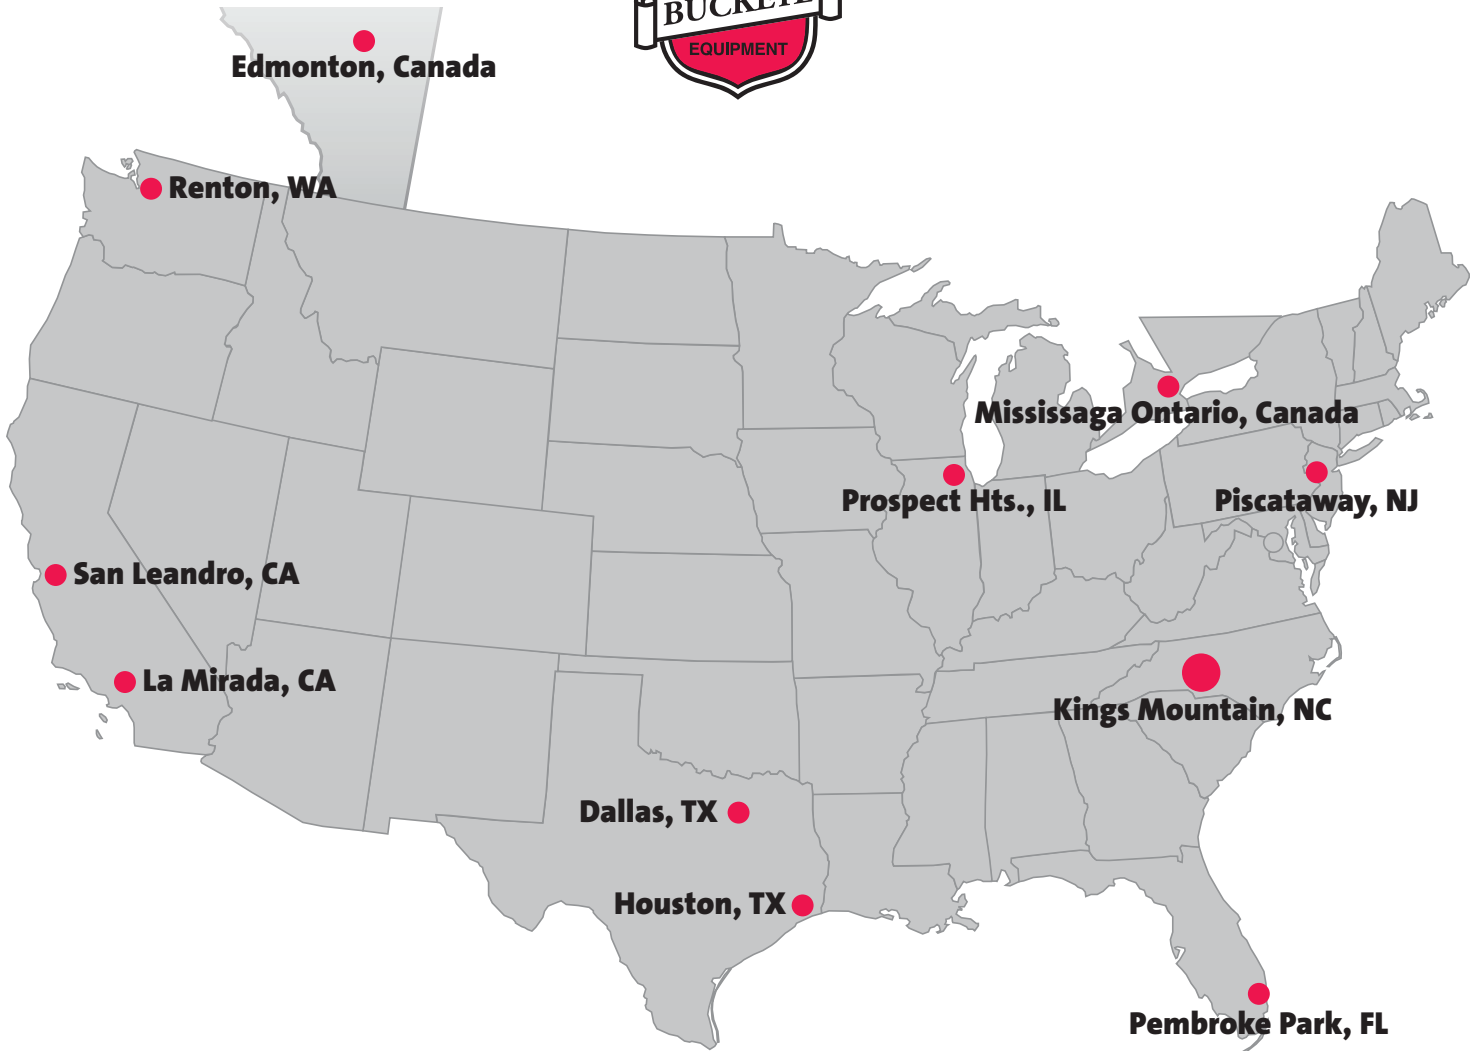 BUCKEYE
EQUIPMENT
Edmonton, Canada
Renton, WA
Mississaga Ontario, Canada
Prospect Hts., IL
Piscataway, NJ
San Leandro, CA
La Mirada, CA
Kings Mountain, NC
Dallas, TX
Houston, TX
Pembroke Park, FL